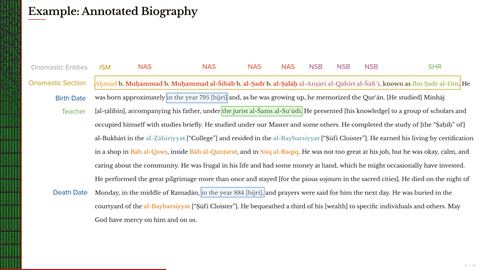 Example: Annotated Biography
Onomastic Entities ISM NAS NAS NAS NAS NSB NSB NSB SHR
Onomastic Section Aḥmad b. Muḥammad b. Muḥammad al-Šihāb b. al-Ṣadr b. al-Ṣalāḥ al-Anṣārī al-Qāhirī al-Šāfiʿī, known as Ibn Ṣadr al-Dīn. He
Birth Date was born approximately in the year 795 [hijrī] and, as he was growing up, he memorized the Qurʾān. [He studied] Minhāj
Teacher [al-ṭālibīn], accompanying his father, under the jurist al-Šams al-Suʿūdī. He presented [his knowledge] to a group of scholars and
occupied himself with studies briefly. He studied under our Master and some others. He completed the study of [the "Ṣaḥīḥ" of]
al-Bukhārī in the al-Ẓāhiriyyaŧ ["College"] and resided in the al-Baybarsiyyaŧ ["Ṣūfī Cloister"]. He earned his living by certification
in a shop in Bāb al-Qaws, inside Bāb al-Qanṭaraŧ, and in Sūq al-Raqīq. He was not too great at his job, but he was okay, calm, and
caring about the community. He was frugal in his life and had some money at hand, which he might occasionally have invested.
He performed the great pilgrimage more than once and stayed [for the pious sojourn in the sacred cities]. He died on the night of
Death Date Monday, in the middle of Ramaḍān, in the year 884 [hijrī], and prayers were said for him the next day. He was buried in the
courtyard of the al-Baybarsiyyaŧ ["Ṣūfī Cloister"]. He bequeathed a third of his [wealth] to specific individuals and others. May
God have mercy on him and on us.